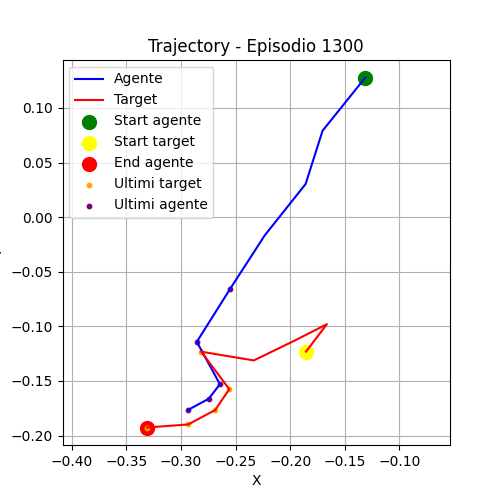 Trajectory - Episodio 1300
Agente
Target
Start agente
Start target
End agente
Ultimi target
Ultimi agente
0.10
0.05
0.00
−0.05
−0.10
−0.15
−0.20
−0.40 −0.35 −0.30 −0.25 −0.20 −0.15 −0.10
X